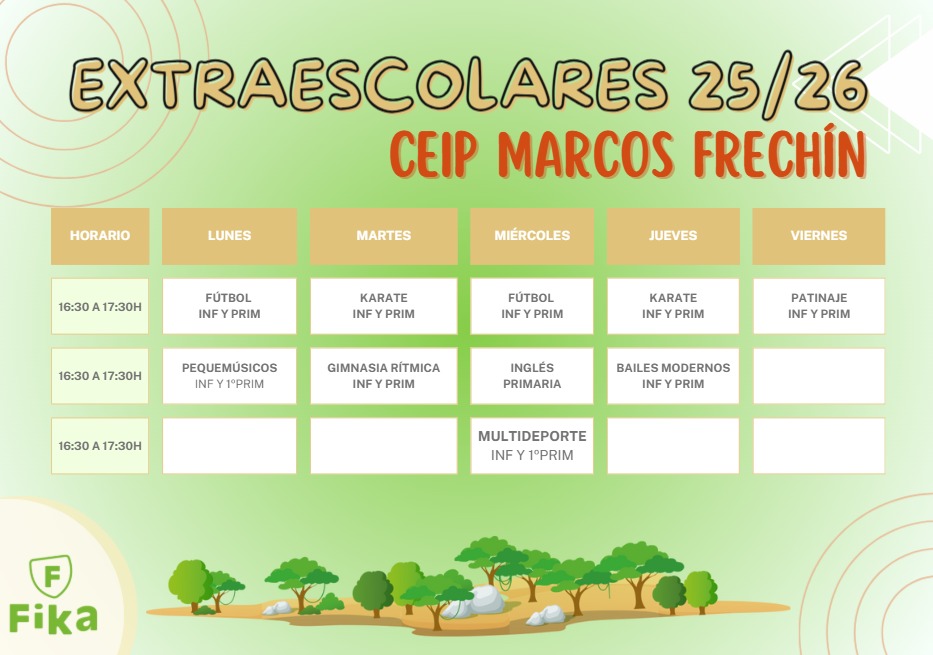 EXTRAESCOLARES 25/26
CEIP MARCOS FRECHÍN
HORARIO LUNES MARTES MIÉRCOLES JUEVES VIERNES
16:30 A 17:30H FÚTBOL KARATE FÚTBOL KARATE PATINAJE
INF Y PRIM INF Y PRIM INF Y PRIM INF Y PRIM INF Y PRIM
16:30 A 17:30H PEQUEMÚSICOS GIMNASIA RÍTMICA INGLÉS BAILES MODERNOS
INF Y 1ºPRIM INF Y PRIM PRIMARIA INF Y PRIM
16:30 A 17:30H MULTIDEPORTE
INF Y 1ºPRIM
F
Fika